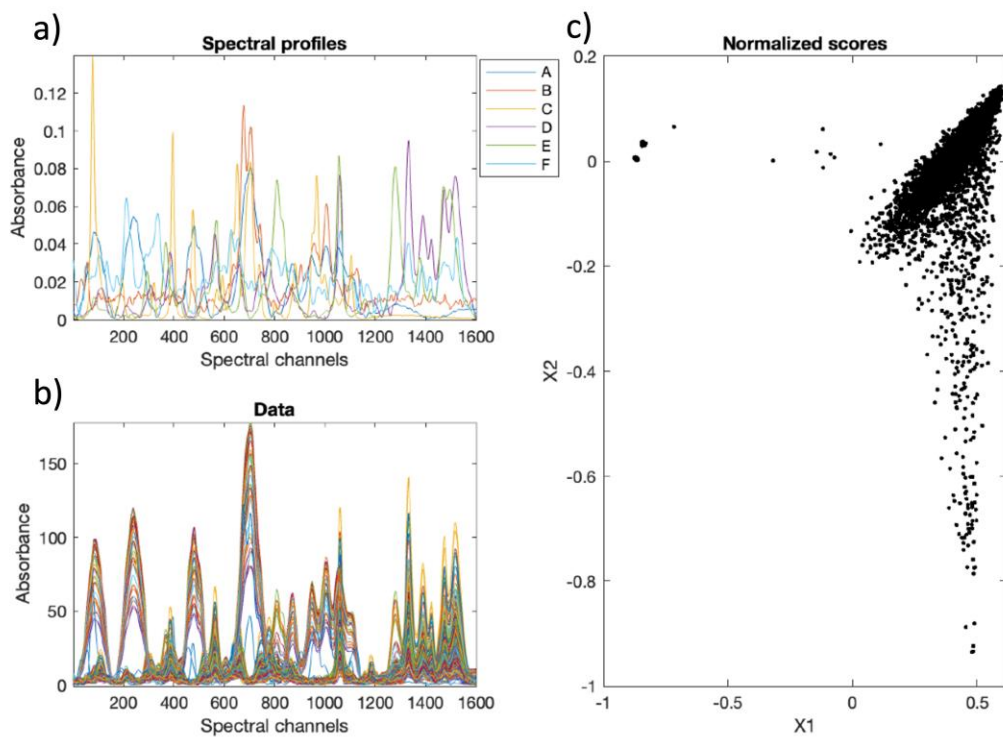 a)
Spectral profiles
0.12
0.1
0.08
0.06
0.04
0.02
0
Absorbance
200 400 600 800 1000 1200 1400 1600
Spectral channels
A
B
C
D
E
F
b)
Data
150
100
50
0
Absorbance
200 400 600 800 1000 1200 1400 1600
Spectral channels
c)
Normalized scores
0.2
0
-0.2
-0.4
-0.6
-0.8
-1
X2
-1 -0.5 0 0.5
X1